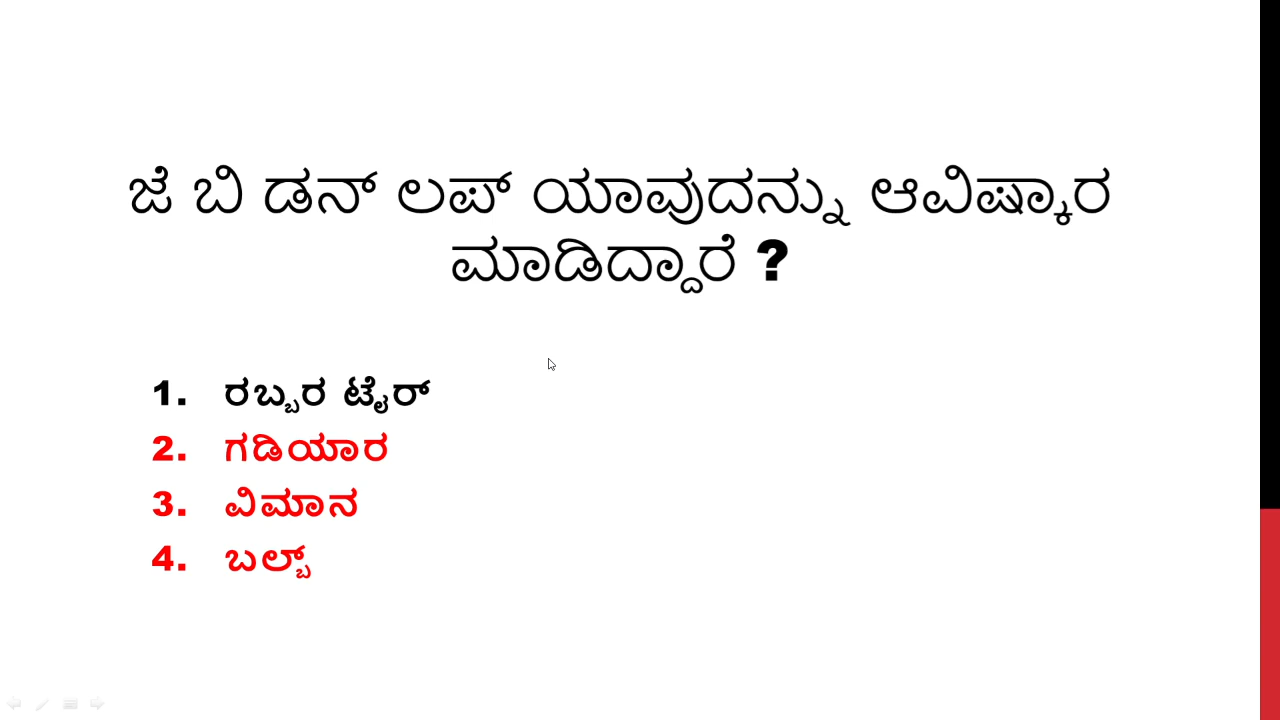 ಜೆ ಬಿ ಡನ್ ಲಪ್ ಯಾವುದನ್ನು ಆವಿಷ್ಕಾರ
ಮಾಡಿದ್ದಾರೆ ?
1. ರಬ್ಬರ ಟೈರ್
2. ಗಡಿಯಾರ
3. ವಿಮಾನ
4. ಬಲ್ಬ್